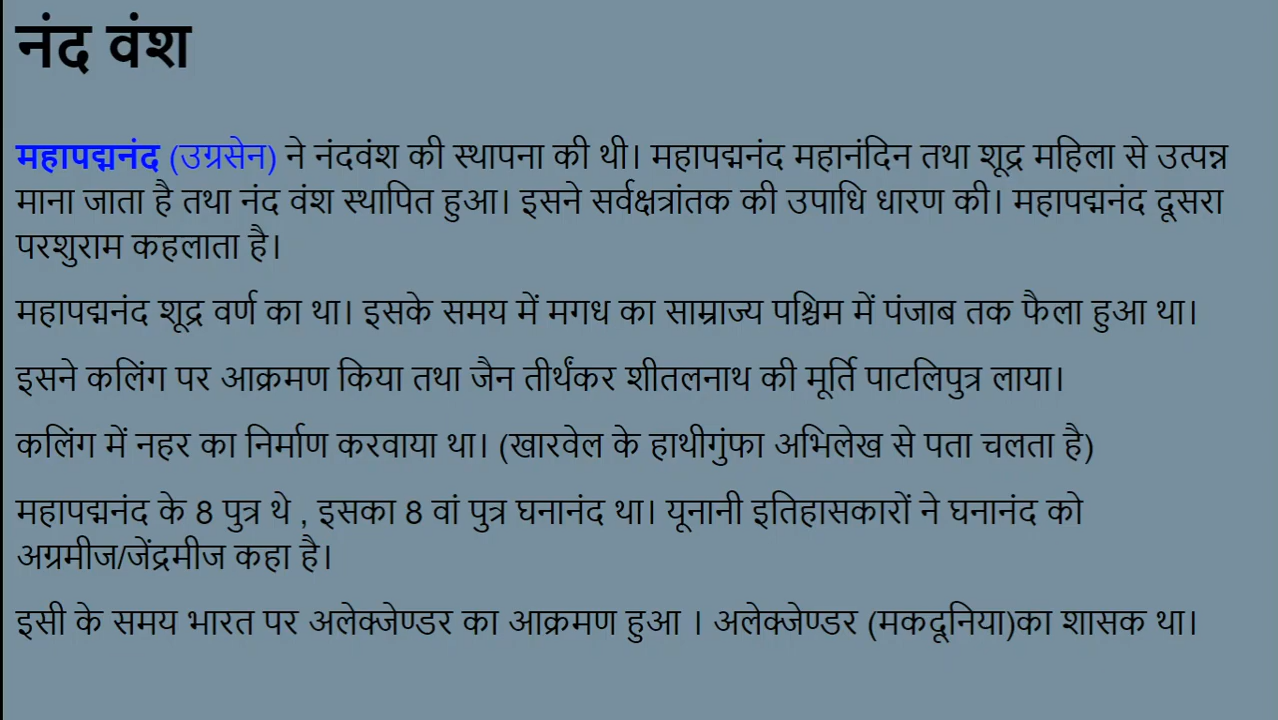 नंद वंश
महापद्मनंद (उग्रसेन) ने नंदवंश की स्थापना की थी। महापद्मनंद महानंदिन तथा शूद्र महिला से उत्पन्न
माना जाता है तथा नंद वंश स्थापित हुआ। इसने सर्वक्षत्रांतक की उपाधि धारण की। महापद्मनंद दूसरा
परशुराम कहलाता है।
महापद्मनंद शूद्र वर्ण का था। इसके समय में मगध का साम्राज्य पश्चिम में पंजाब तक फैला हुआ था।
इसने कलिंग पर आक्रमण किया तथा जैन तीर्थंकर शीतलनाथ की मूर्ति पाटलिपुत्र लाया।
कलिंग में नहर का निर्माण करवाया था। (खारवेल के हाथीगुंफा अभिलेख से पता चलता है)
महापद्मनंद के 8 पुत्र थे , इसका 8 वां पुत्र घनानंद था। यूनानी इतिहासकारों ने घनानंद को
अग्रमीज/जेंद्रमीज कहा है।
इसी के समय भारत पर अलेक्जेण्डर का आक्रमण हुआ । अलेक्जेण्डर (मकदूनिया)का शासक था।